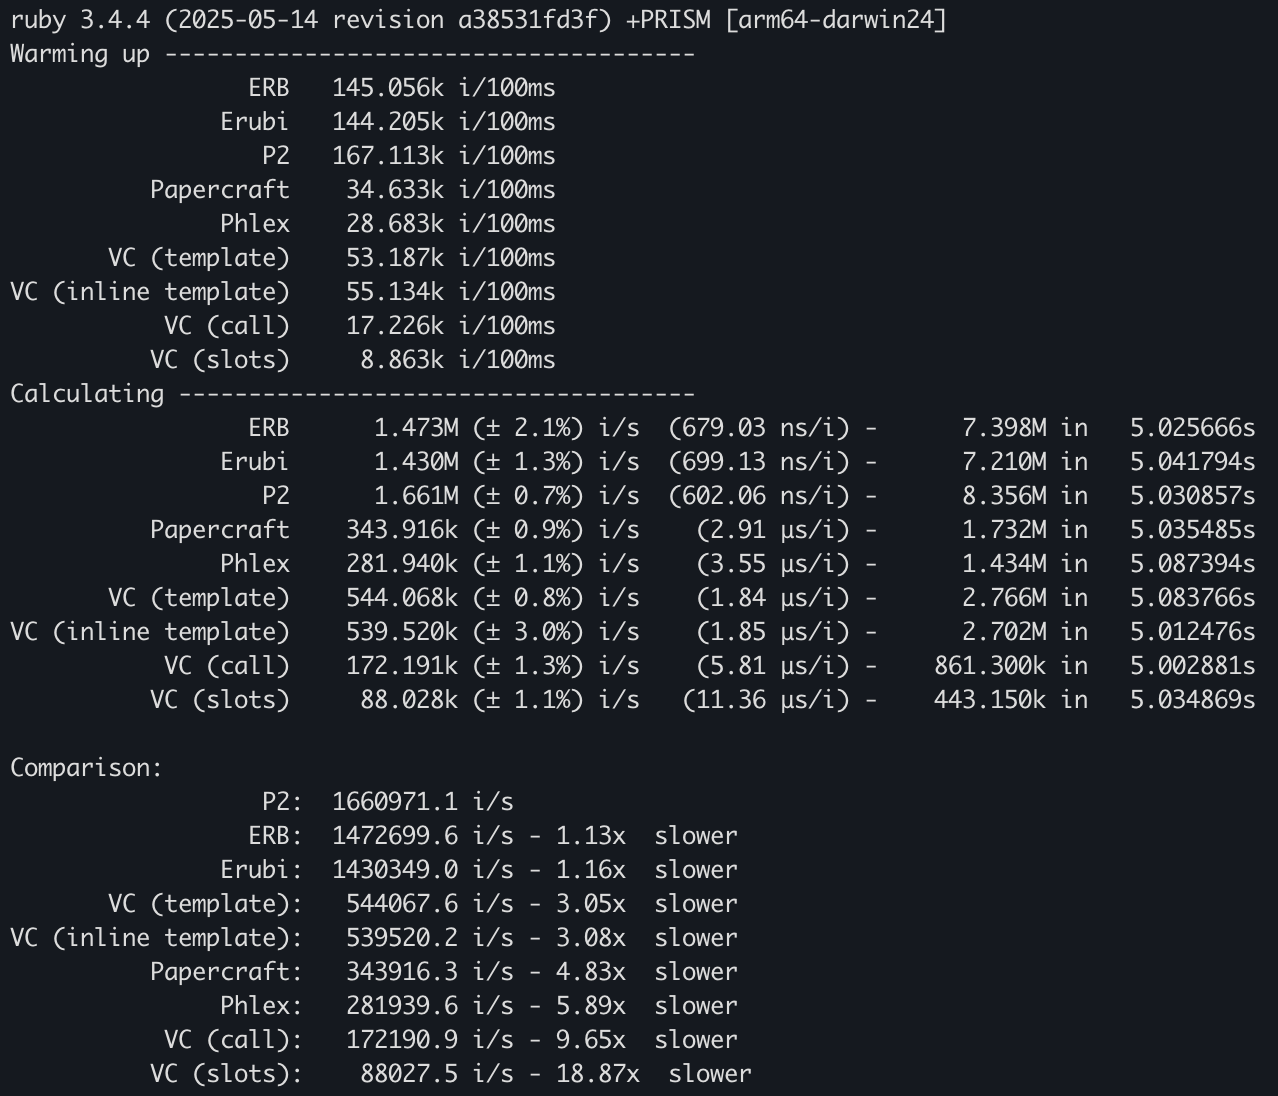 ruby 3.4.4 (2025-05-14 revision a38531fd3f) +PRISM [arm64-darwin24]
Warming up --------------------------------------
                 ERB   145.056k i/100ms
               Erubi   144.205k i/100ms
                  P2   167.113k i/100ms
          Papercraft    34.633k i/100ms
               Phlex    28.683k i/100ms
       VC (template)    53.187k i/100ms
VC (inline template)    55.134k i/100ms
           VC (call)    17.226k i/100ms
          VC (slots)     8.863k i/100ms
Calculating -------------------------------------
                 ERB      1.473M (± 2.1%) i/s  (679.03 ns/i) -      7.398M in   5.025666s
               Erubi      1.430M (± 1.3%) i/s  (699.13 ns/i) -      7.210M in   5.041794s
                  P2      1.661M (± 0.7%) i/s  (602.06 ns/i) -      8.356M in   5.030857s
          Papercraft    343.916k (± 0.9%) i/s    (2.91 μs/i) -      1.732M in   5.035485s
               Phlex    281.940k (± 1.1%) i/s    (3.55 μs/i) -      1.434M in   5.087394s
       VC (template)    544.068k (± 0.8%) i/s    (1.84 μs/i) -      2.766M in   5.083766s
VC (inline template)    539.520k (± 3.0%) i/s    (1.85 μs/i) -      2.702M in   5.012476s
           VC (call)    172.191k (± 1.3%) i/s    (5.81 μs/i) -    861.300k in   5.002881s
          VC (slots)     88.028k (± 1.1%) i/s   (11.36 μs/i) -    443.150k in   5.034869s

Comparison:
                  P2:  1660971.1 i/s
                 ERB:  1472699.6 i/s - 1.13x  slower
               Erubi:  1430349.0 i/s - 1.16x  slower
       VC (template):   544067.6 i/s - 3.05x  slower
VC (inline template):   539520.2 i/s - 3.08x  slower
          Papercraft:   343916.3 i/s - 4.83x  slower
               Phlex:   281939.6 i/s - 5.89x  slower
           VC (call):   172190.9 i/s - 9.65x  slower
          VC (slots):    88027.5 i/s - 18.87x  slower